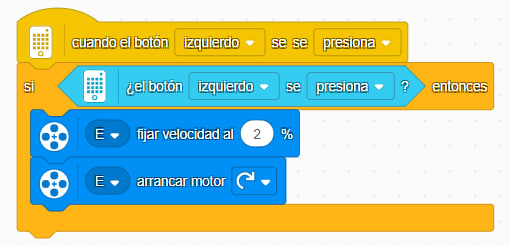 cuando el botón izquierdo se se presiona
si ¿el botón izquierdo se presiona ? entonces
E fijar velocidad al 2 %
E arrancar motor